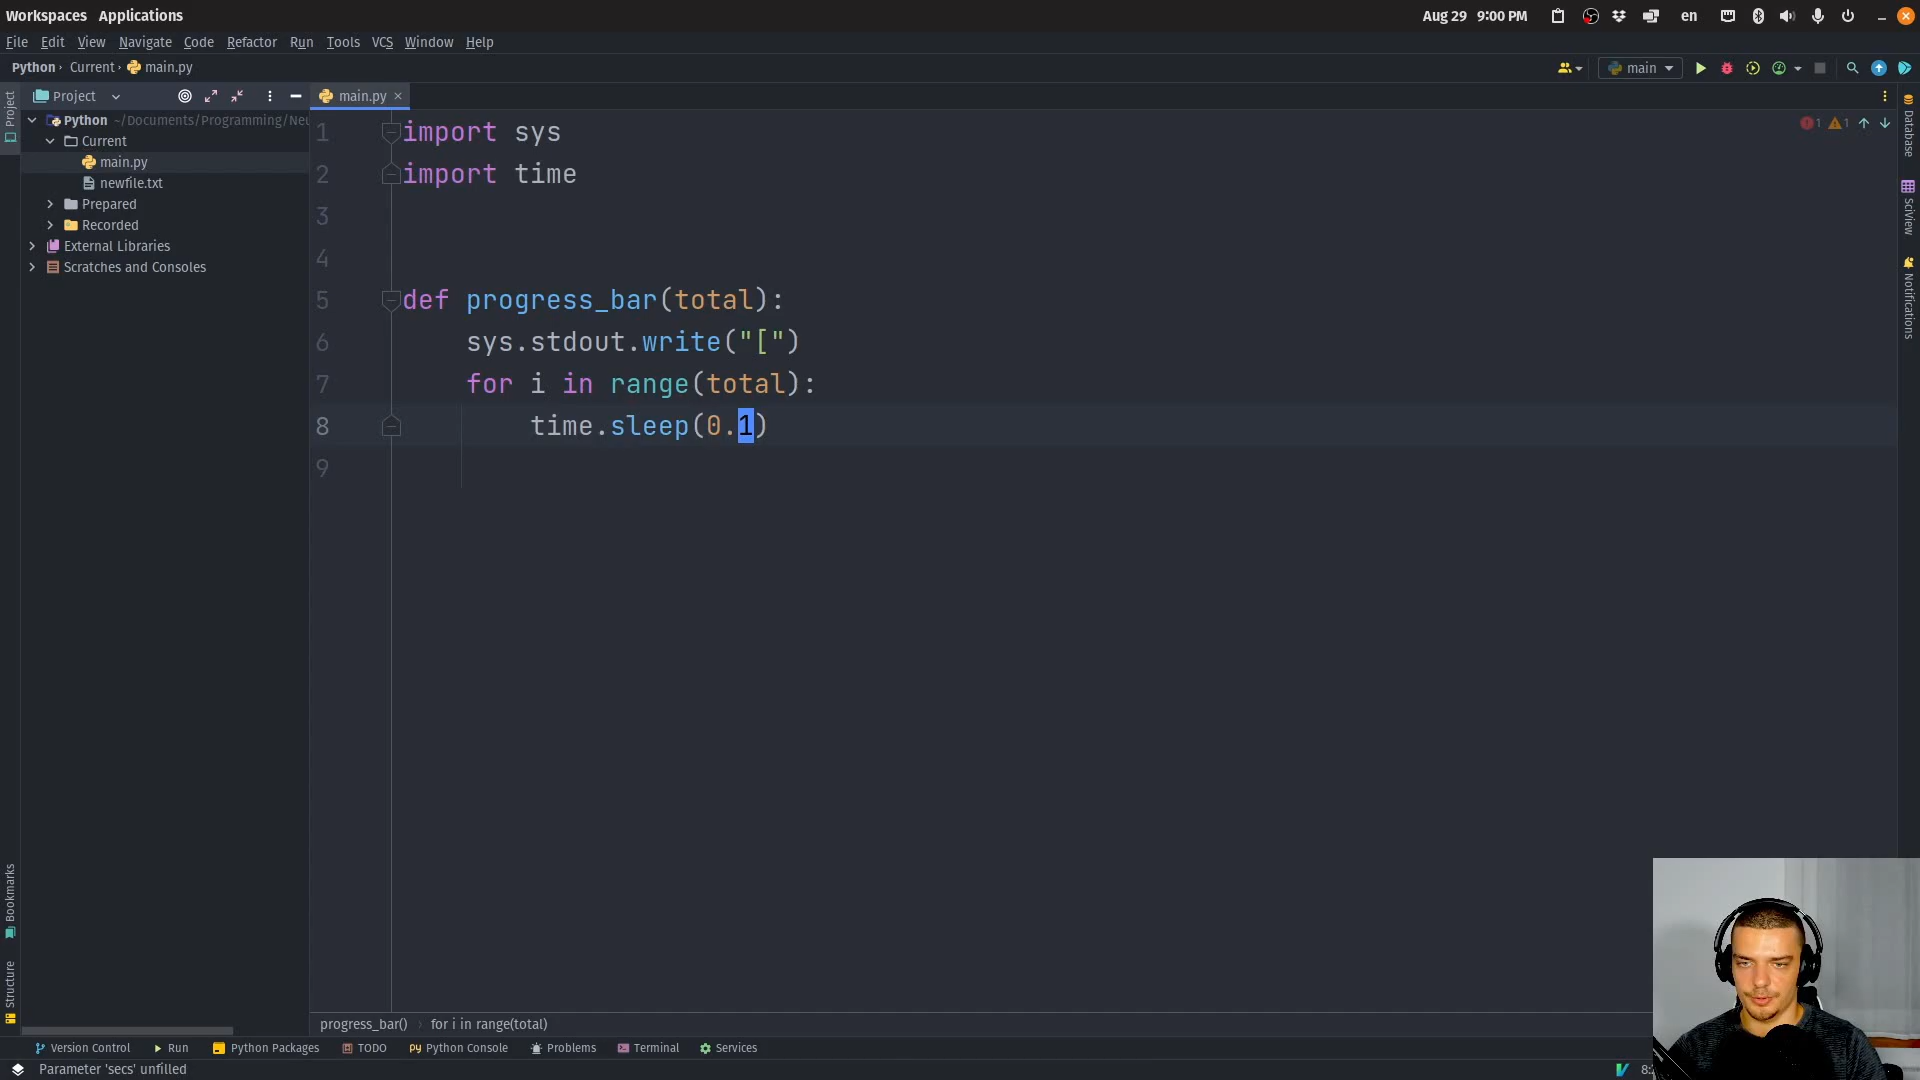 Workspaces Applications Aug 29 9:00 PM en
File Edit View Navigate Code Refactor Run Tools VCS Window Help
Python Current main.py main
Project main.py
Python ~/Documents/Programming/Neu
Current
main.py
newfile.txt
Prepared
Recorded
External Libraries
Scratches and Consoles
Project
Bookmarks
Structure
1 import sys
2 import time
3
4
5 def progress_bar(total):
6 sys.stdout.write("[")
7 for i in range(total):
8 time.sleep(0.1)
9
1 1
Database
SciView
Notifications
progress_bar() for i in range(total)
Version Control Run Python Packages TODO Python Console Problems Terminal Services
Parameter 'secs' unfilled